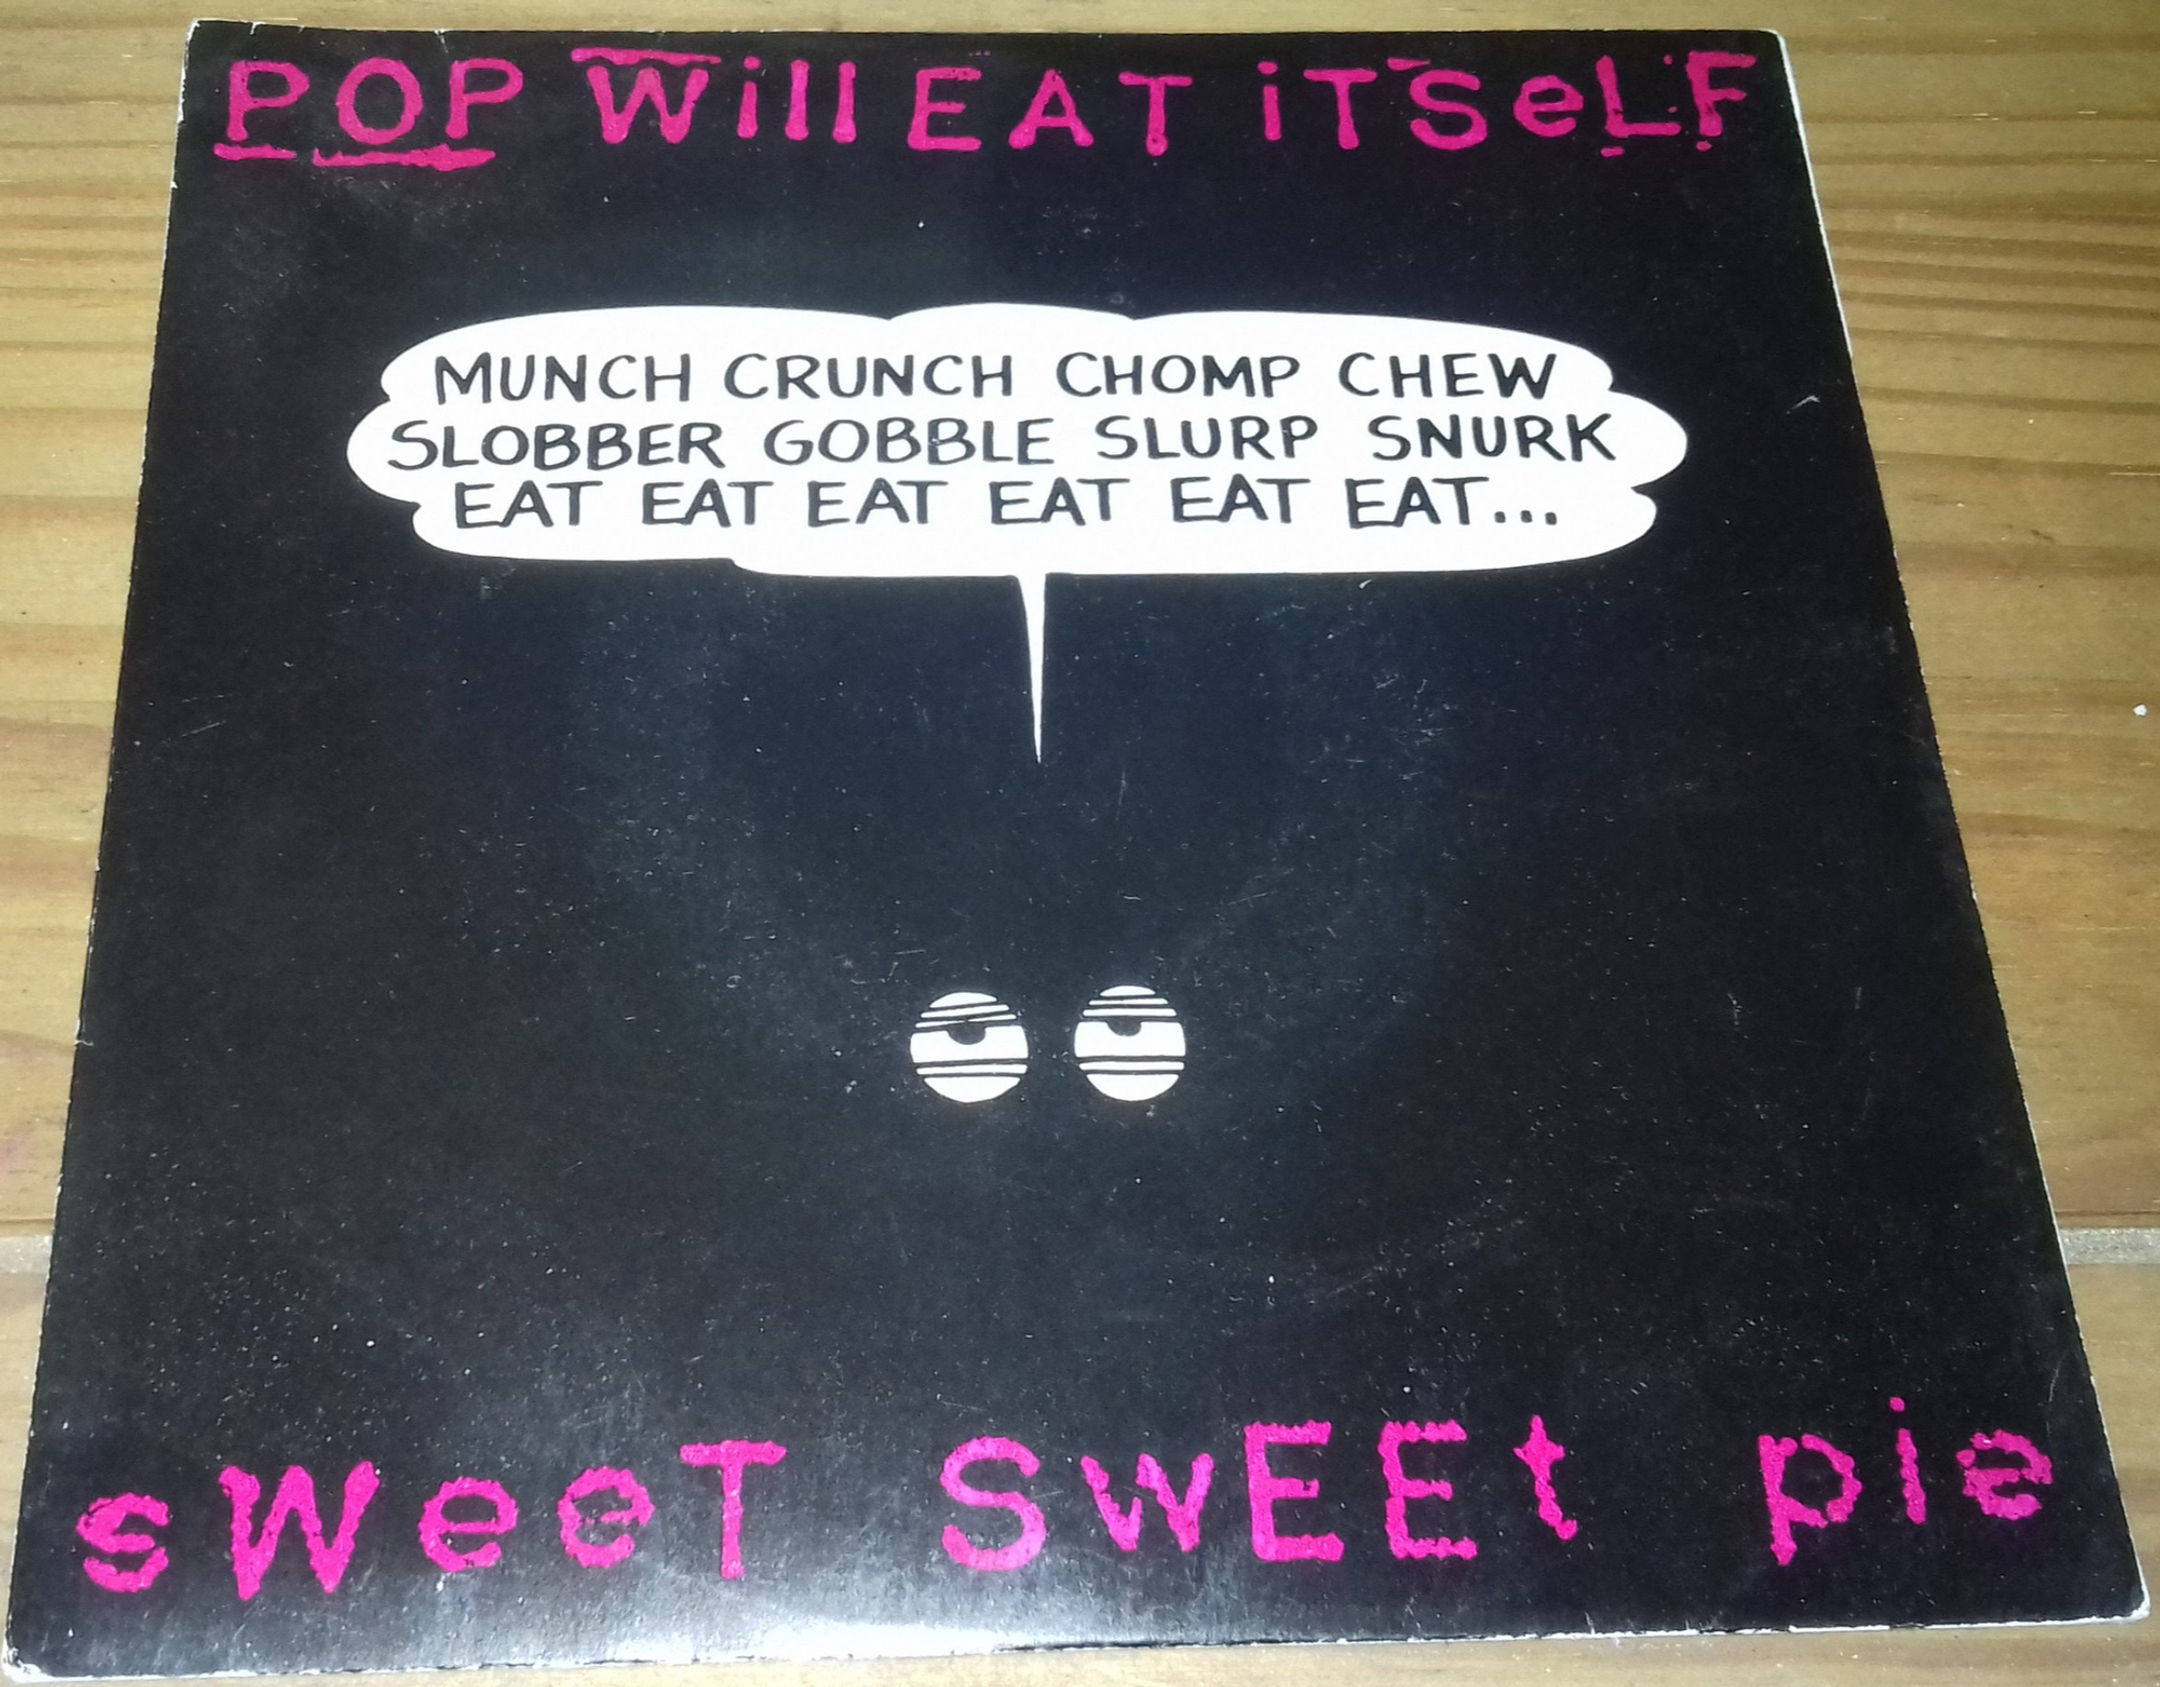 POP Will EAT iTSeLF
MUNCH CRUNCH CHOMP CHEW
SLOBBER GOBBLE SLURP SNURK
EAT EAT EAT EAT EAT EAT...
sWeeT SwEEt pie